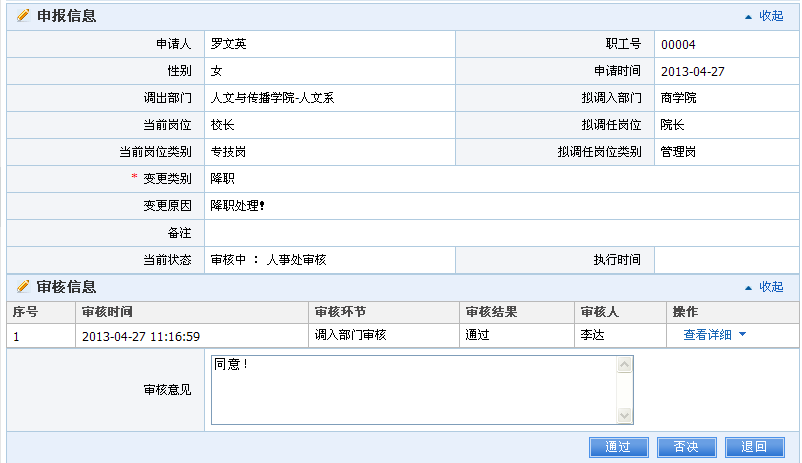 申报信息 收起
申请人 罗文英 职工号 00004
性别 女 申请时间 2013-04-27
调出部门 人文与传播学院-人文系 拟调入部门 商学院
当前岗位 校长 拟调任岗位 院长
当前岗位类别 专技岗 拟调任岗位类别 管理岗
* 变更类别 降职
变更原因 降职处理!
备注
当前状态 审核中 : 人事处审核 执行时间
审核信息 收起
序号 审核时间 审核环节 审核结果 审核人 操作
1 2013-04-27 11:16:59 调入部门审核 通过 李达 查看详细
审核意见 同意!
通过 否决 退回